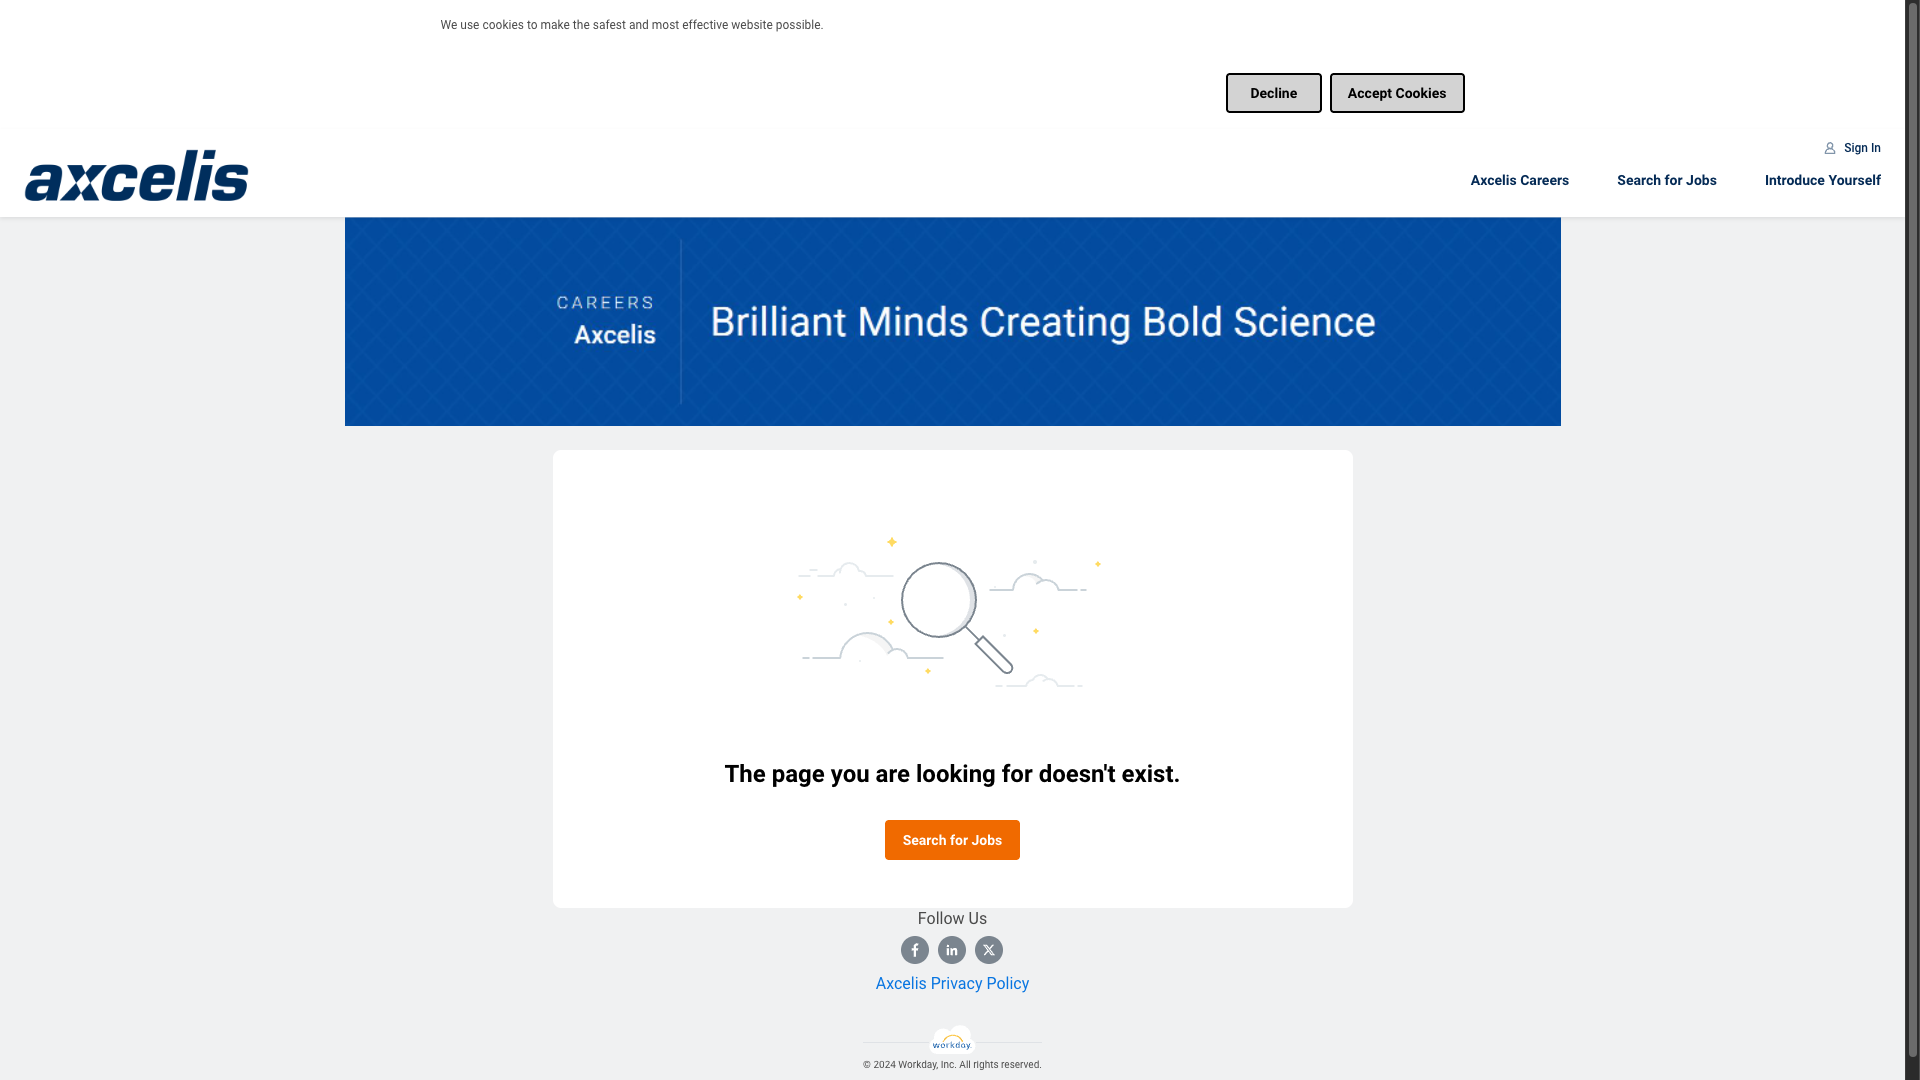 We use cookies to make the safest and most effective website possible.
Decline
Accept Cookies
axcelis
Sign In
Axcelis Careers
Search for Jobs
Introduce Yourself
CAREERS
Axcelis
Brilliant Minds Creating Bold Science
The page you are looking for doesn't exist.
Search for Jobs
Follow Us
Axcelis Privacy Policy
workday.
© 2024 Workday, Inc. All rights reserved.